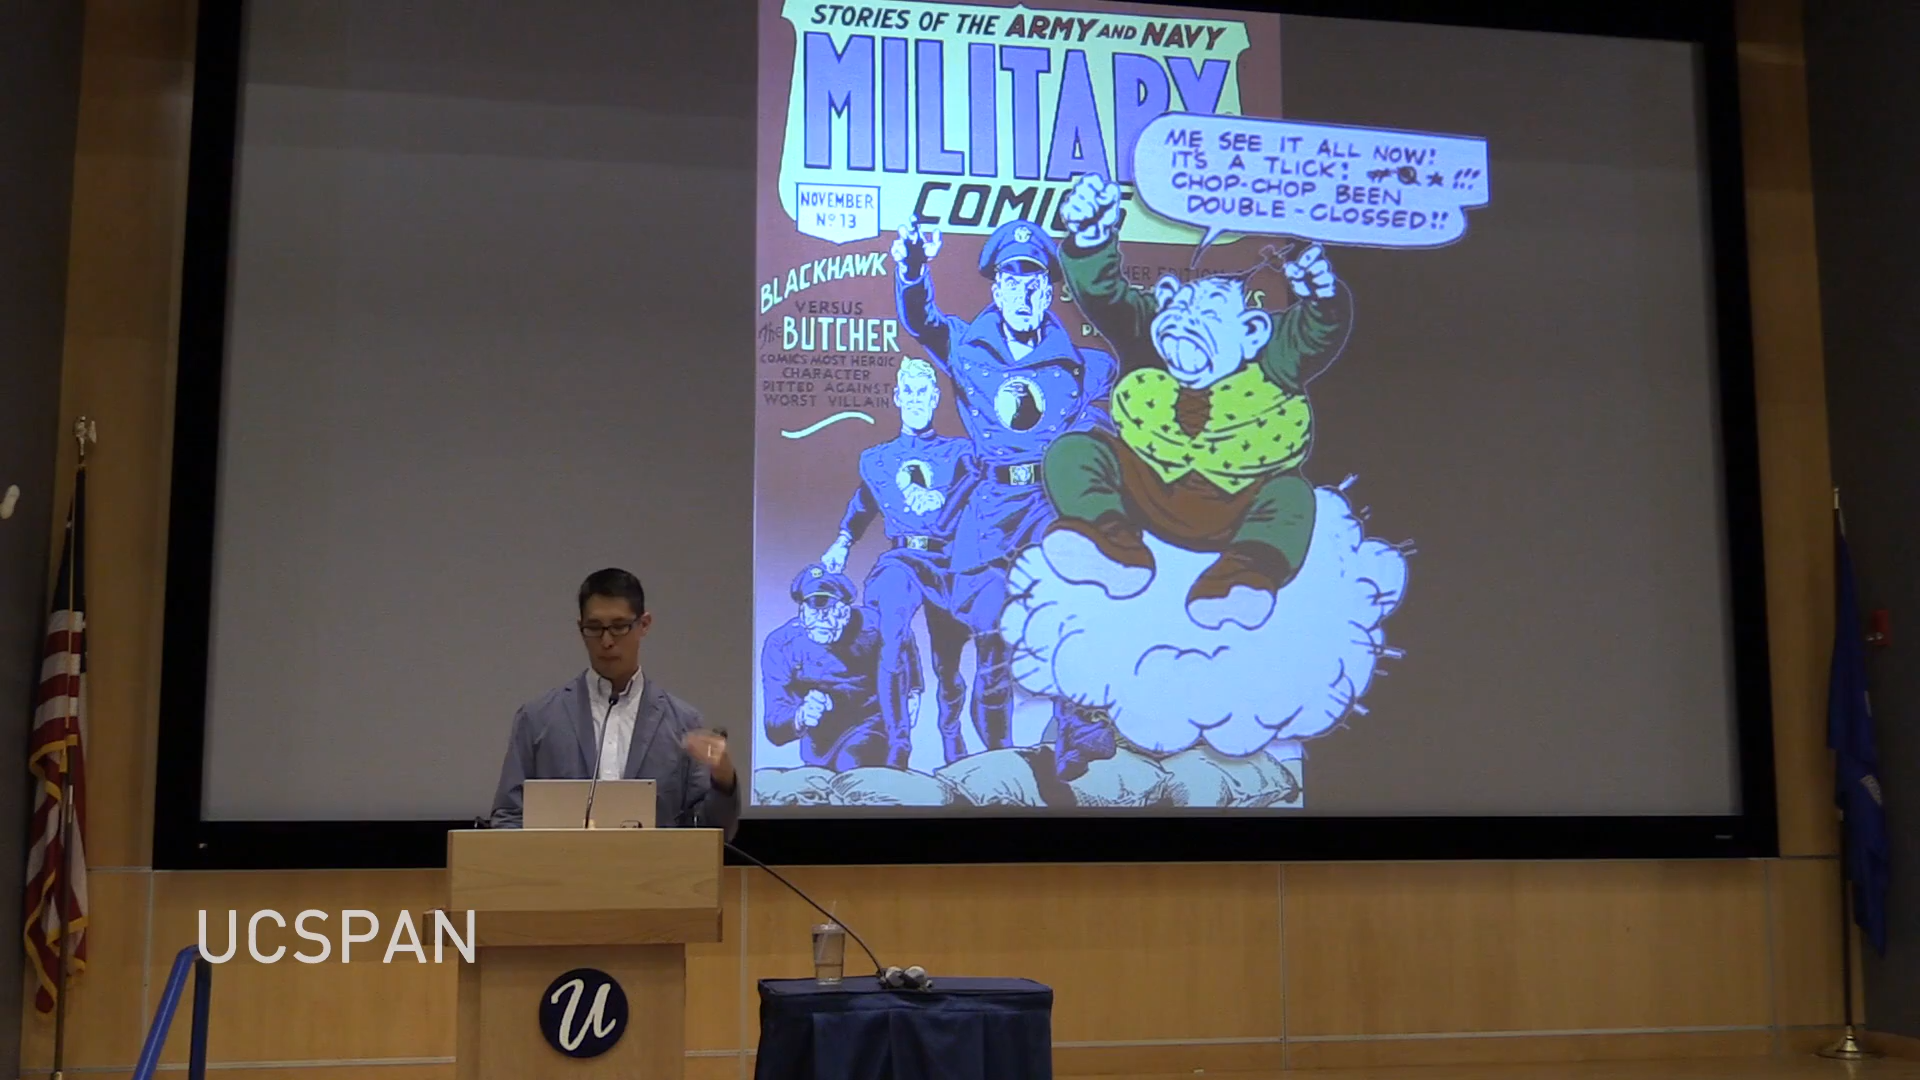 STORIES OF THE ARMY AND NAVY
MILITARY
COMICS
NOVEMBER
Nº 13
ME SEE IT ALL NOW!
IT'S A TLICK! !!!
CHOP-CHOP BEEN
DOUBLE-CLOSSED!!
BLACKHAWK
VERSUS
The BUTCHER
COMICS MOST HEROIC
CHARACTER
PITTED AGAINST
WORST VILLAIN
UCSPAN
U